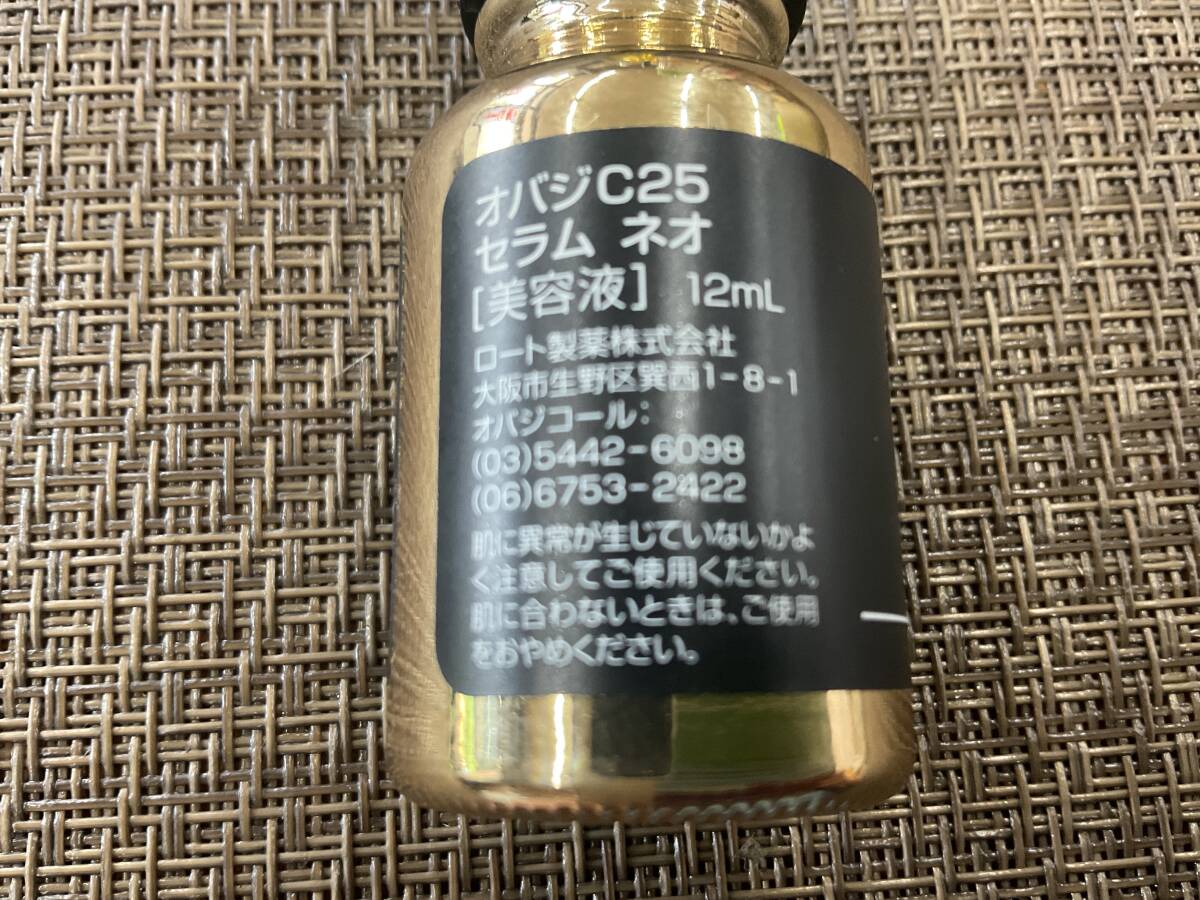 オバジC25
セラム ネオ
[美容液] 12mL
ロート製薬株式会社
大阪市生野区巽西1-8-1
オバジコール:
(03)5442-6098
(06)6753-2422
肌に異常が生じていないかよ
く注意してご使用ください。
肌に合わないときは、ご使用
をおやめください。